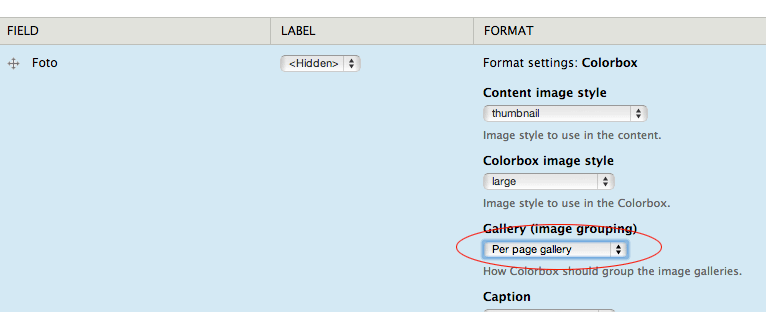 FIELD LABEL FORMAT
Foto <Hidden> Format settings: Colorbox
Content image style
thumbnail
Image style to use in the content.
Colorbox image style
large
Image style to use in the Colorbox.
Gallery (image grouping)
Per page gallery
How Colorbox should group the image galleries.
Caption